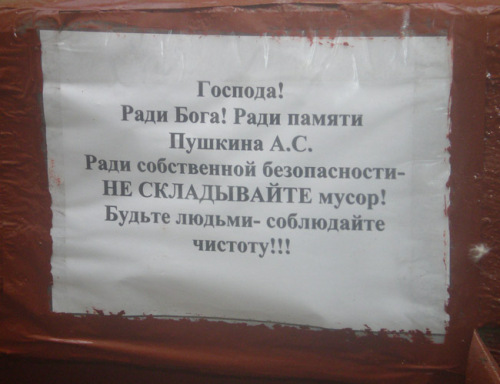 Господа!
Ради Бога! Ради памяти
Пушкина А.С.
Ради собственной безопасности-
НЕ СКЛАДЫВАЙТЕ мусор!
Будьте людьми- соблюдайте
чистоту!!!